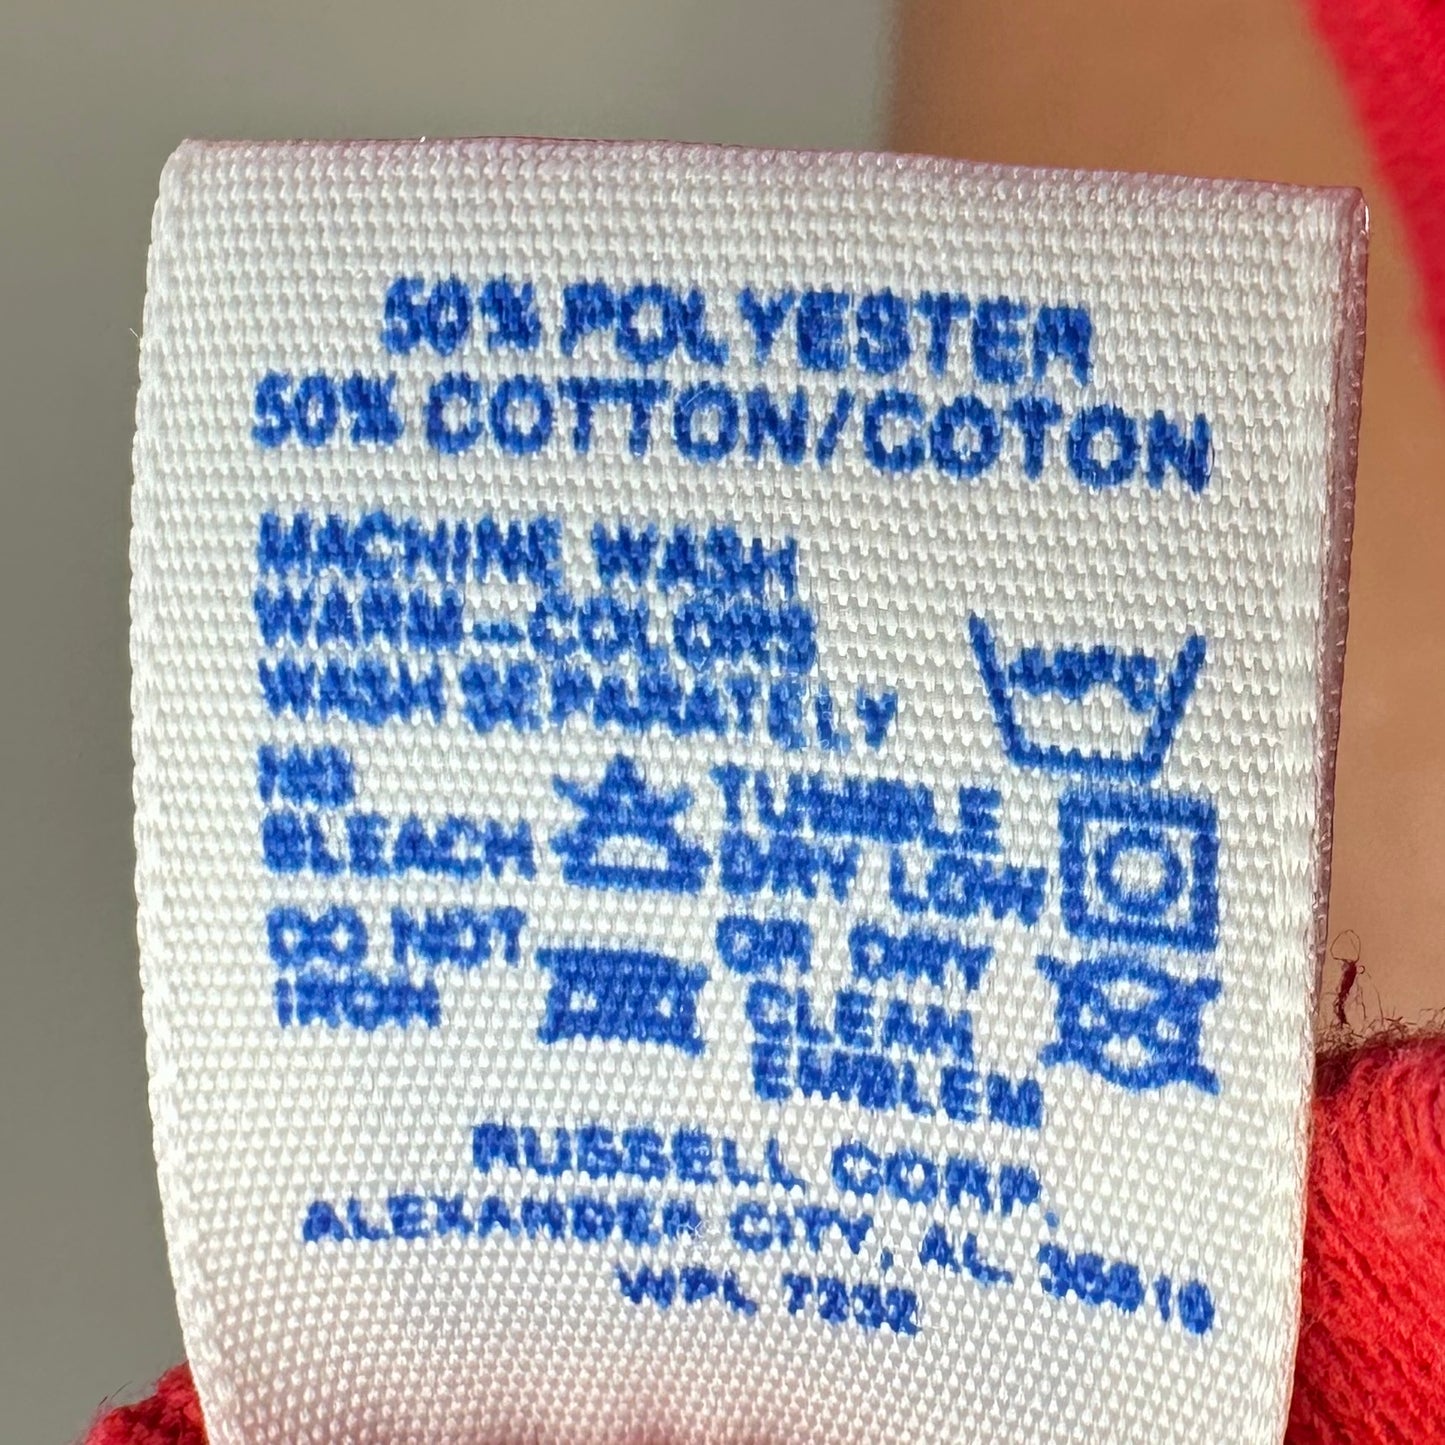 50% POLYESTER
50% COTTON/COTON
MACHINE WASH
WARM-COLORS
WASH SEPARATELY
NO
BLEACH
TUMBLE
DRY LOW
DO NOT
IRON
OR DRY
CLEAN
EMBLEM
RUSSELL CORP.
ALEXANDER CITY, AL.
WPL 7232